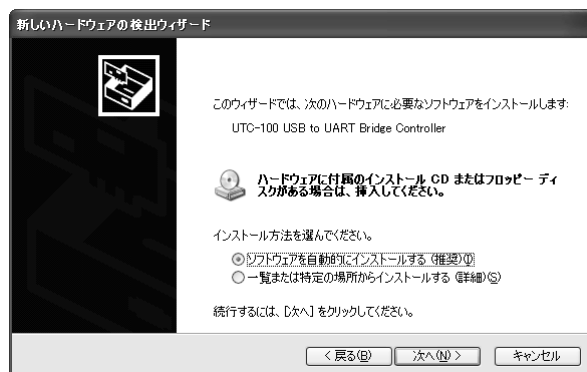 新しいハードウェアの検出ウィザード
このウィザードでは、次のハードウェアに必要なソフトウェアをインストールします:
UTC-100 USB to UART Bridge Controller
ハードウェアに付属のインストール CD またはフロッピー ディ
スクがある場合は、挿入してください。
インストール方法を選んでください。
ソフトウェアを自動的にインストールする (推奨)(I)
一覧または特定の場所からインストールする (詳細)(S)
続行するには、[次へ] をクリックしてください。
< 戻る(B)
次へ(N) >
キャンセル